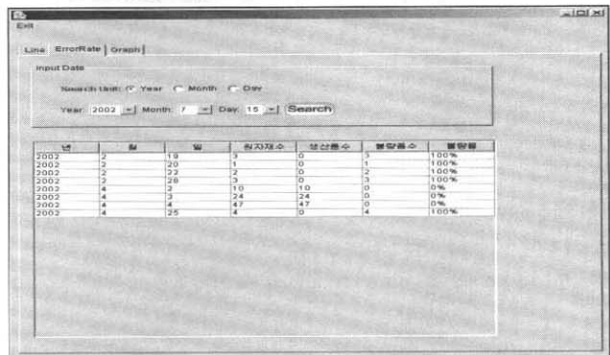 Exit
Line ErrorRate Graph
Input Date
Search Unit: Year Month Day
Year: 2002 Month: 7 Day: 15 Search
년 월 일 원자재수 생산품수 불량품수 불량률
2002 2 19 3 0 3 100%
2002 2 20 1 0 1 100%
2002 2 22 2 0 2 100%
2002 2 28 3 0 3 100%
2002 4 2 10 10 0 0%
2002 4 3 24 24 0 0%
2002 4 4 47 47 0 0%
2002 4 25 4 0 4 100%